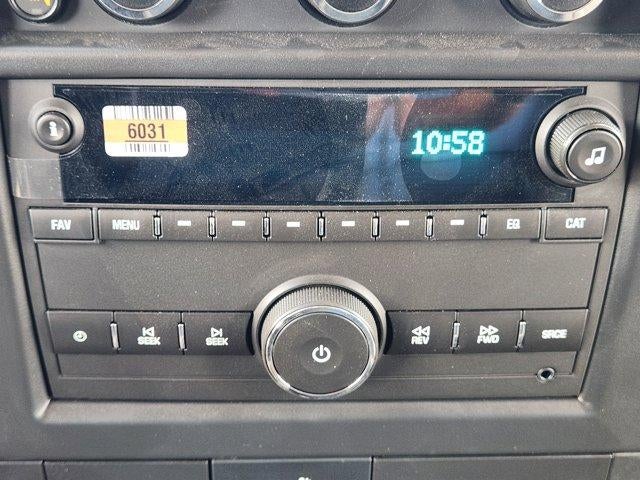 6031
10:58
FAV
MENU
EQ
CAT
SEEK
SEEK
REV
FWD
SRCE